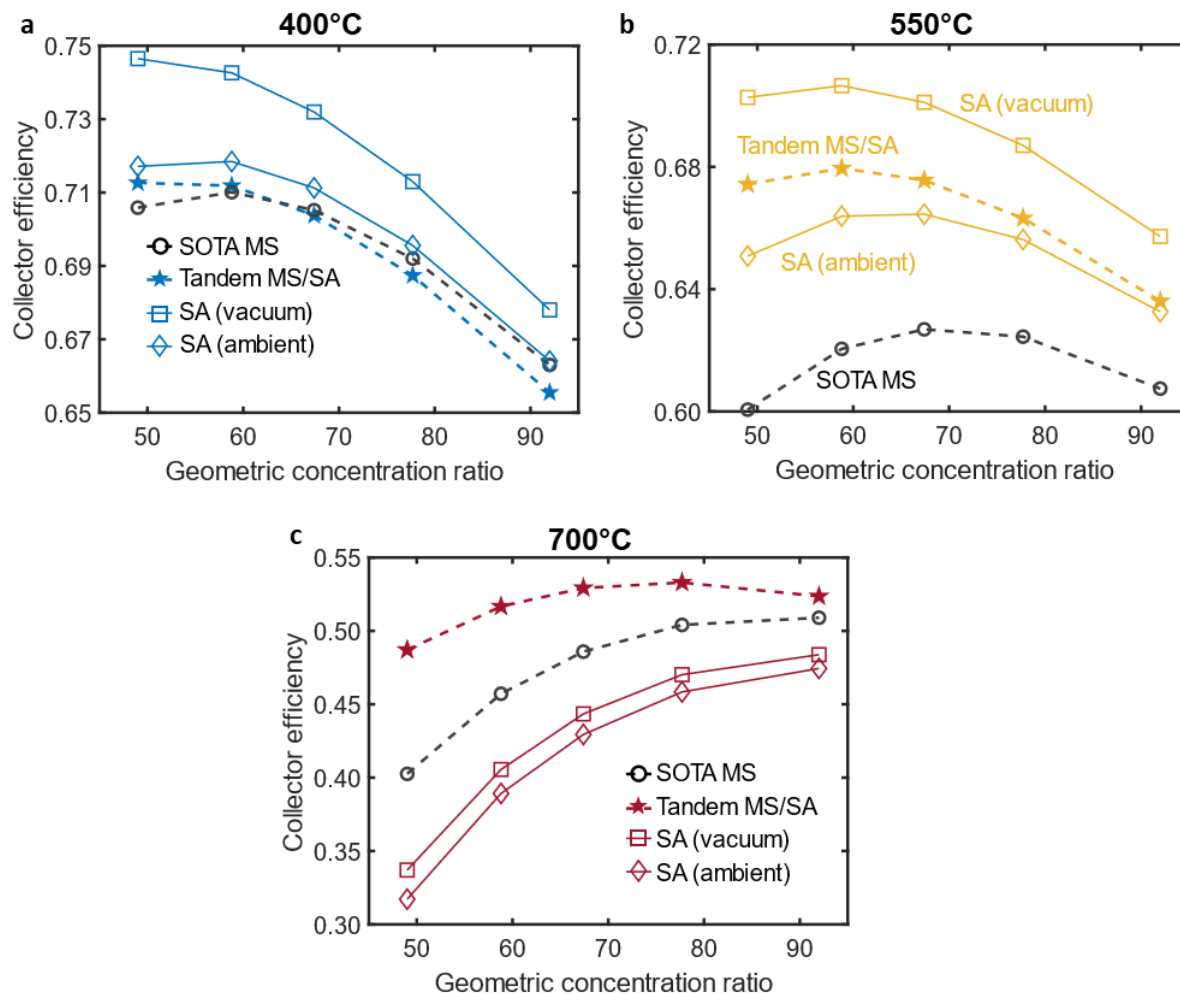 a
400°C
0.75
0.73
0.71
0.69
0.67
0.65
Collector efficiency
SOTA MS
Tandem MS/SA
SA (vacuum)
SA (ambient)
50 60 70 80 90
Geometric concentration ratio
b
550°C
0.72
0.68
0.64
0.60
Collector efficiency
SA (vacuum)
Tandem MS/SA
SA (ambient)
SOTA MS
50 60 70 80 90
Geometric concentration ratio
c
700°C
0.55
0.50
0.45
0.40
0.35
0.30
Collector efficiency
SOTA MS
Tandem MS/SA
SA (vacuum)
SA (ambient)
50 60 70 80 90
Geometric concentration ratio